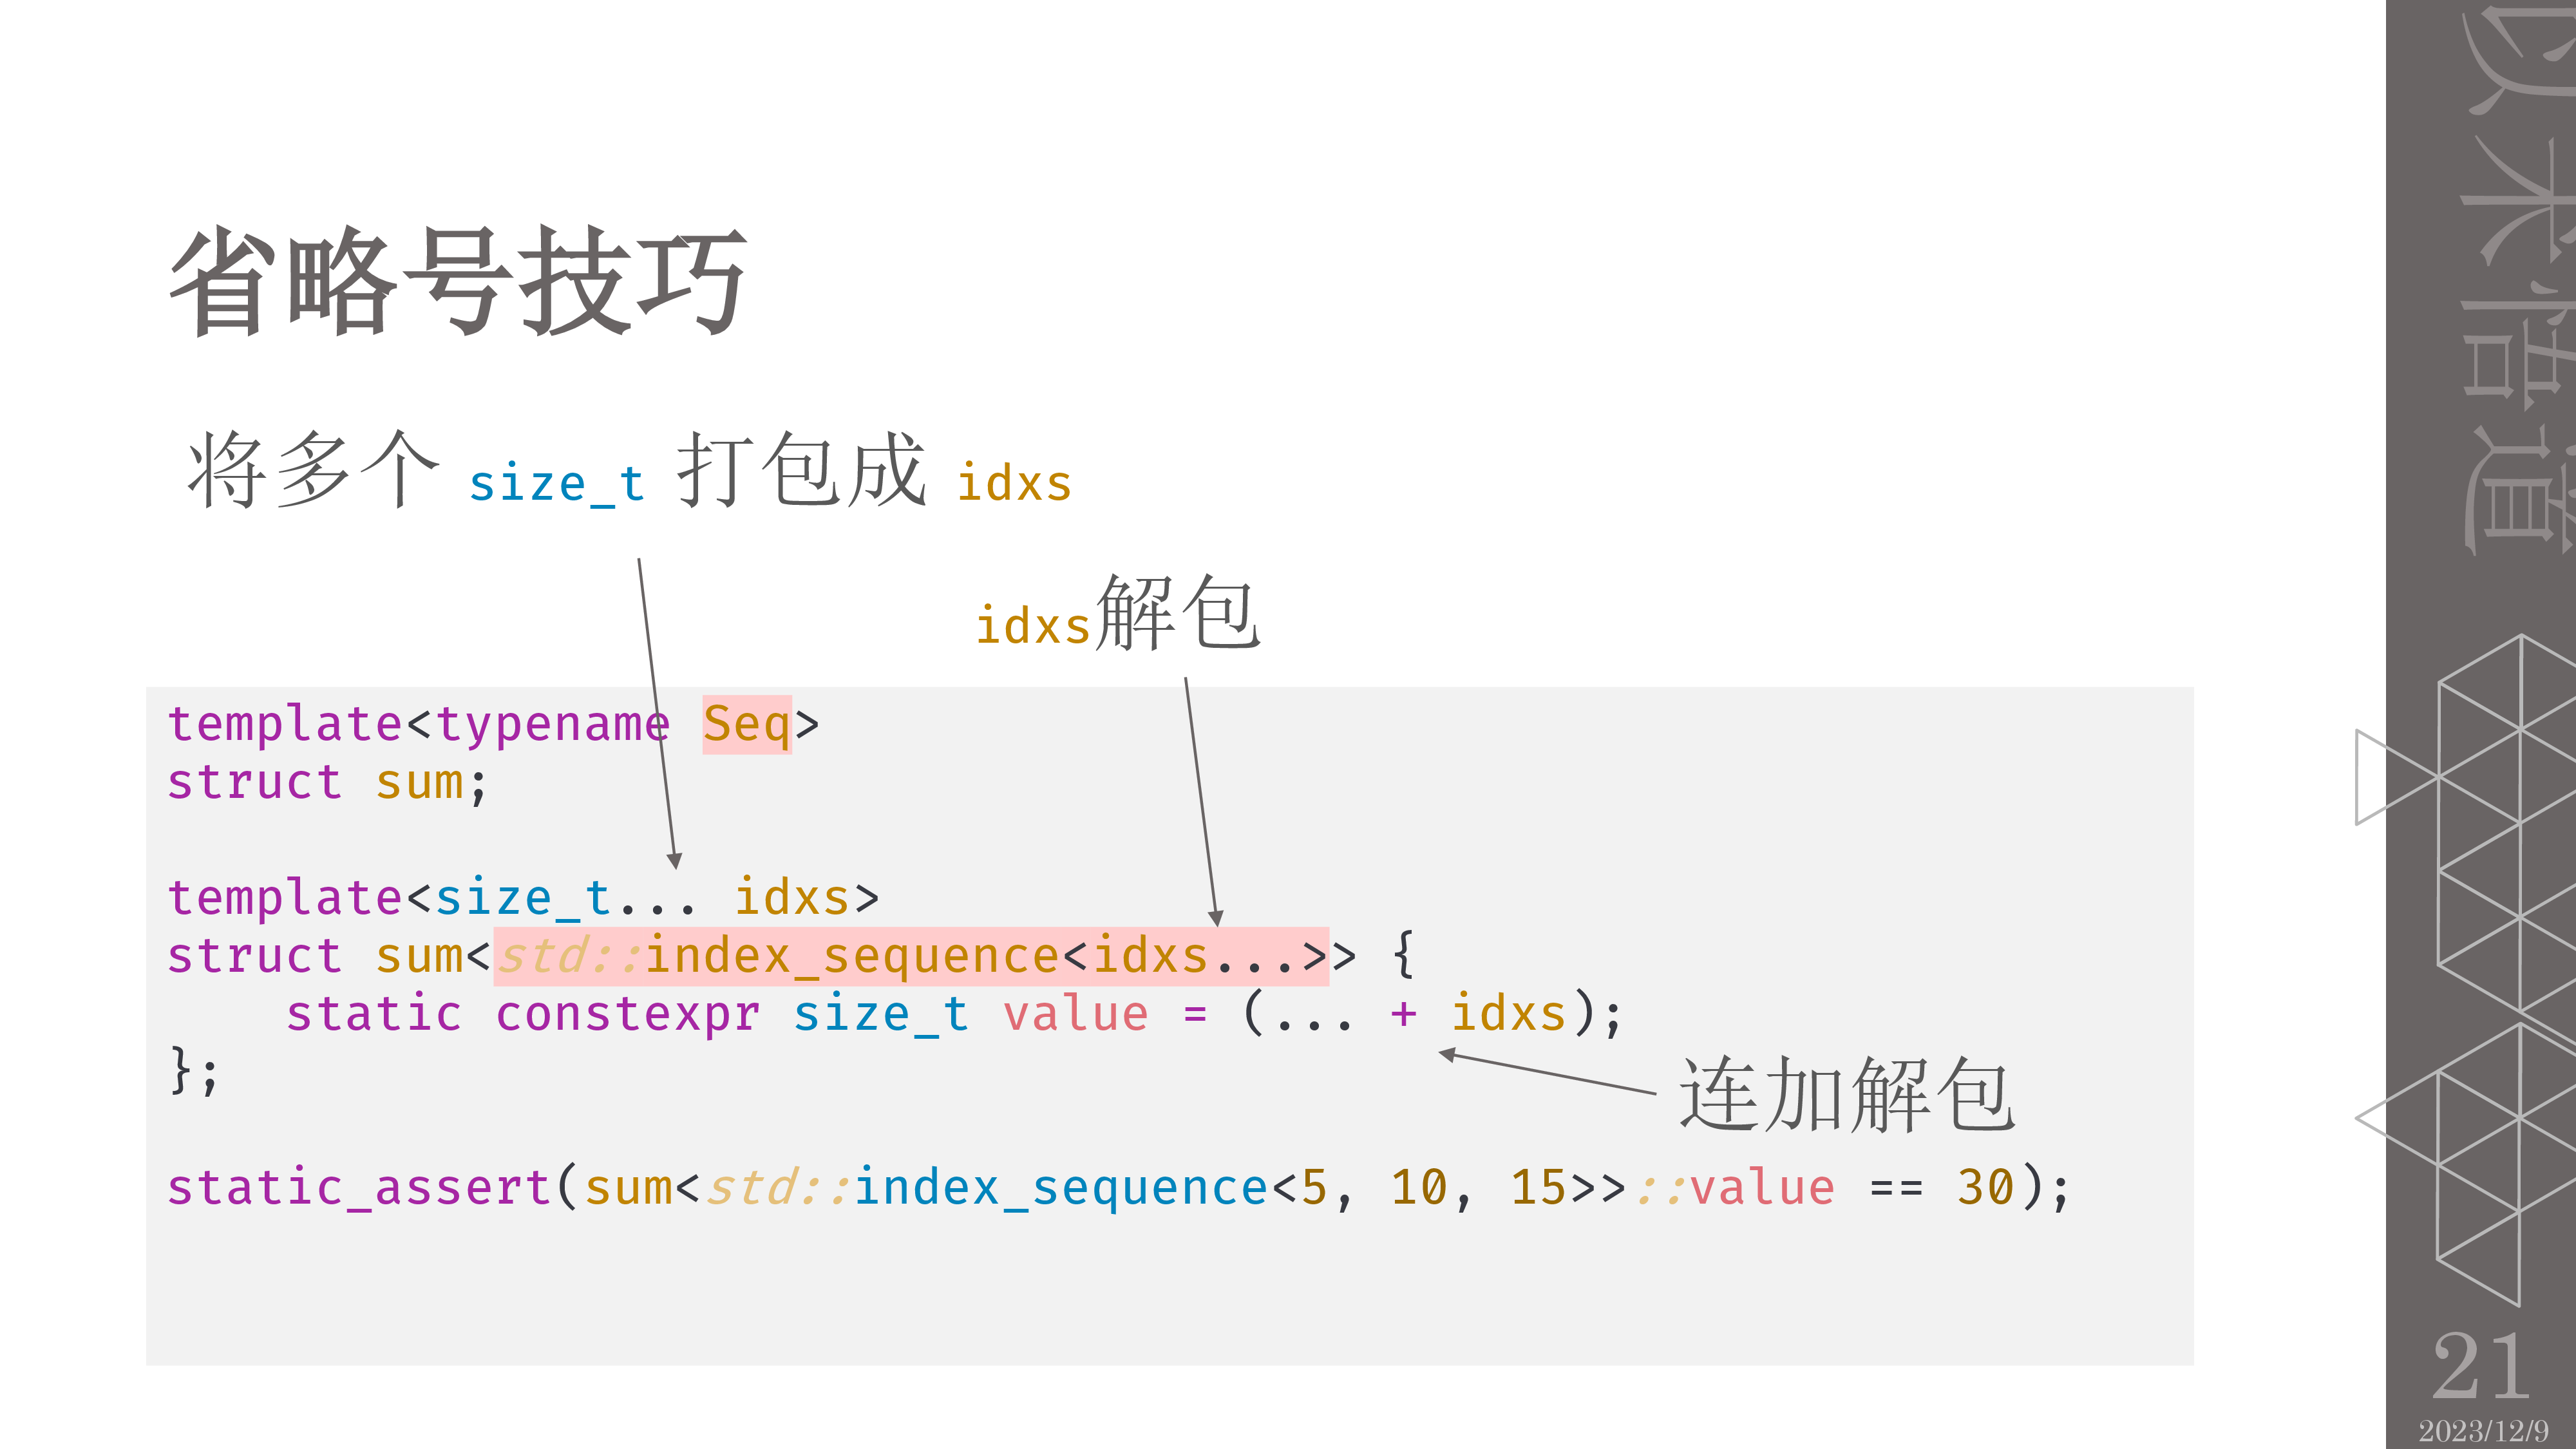 省略号技巧
将多个 size_t 打包成 idxs
idxs解包
template<typename Seq>
struct sum;
template<size_t... idxs>
struct sum<std::index_sequence<idxs...>> {
    static constexpr size_t value = (... + idxs);
};
连加解包
static_assert(sum<std::index_sequence<5, 10, 15>>::value == 30);
以术悟道
21
2023/12/9